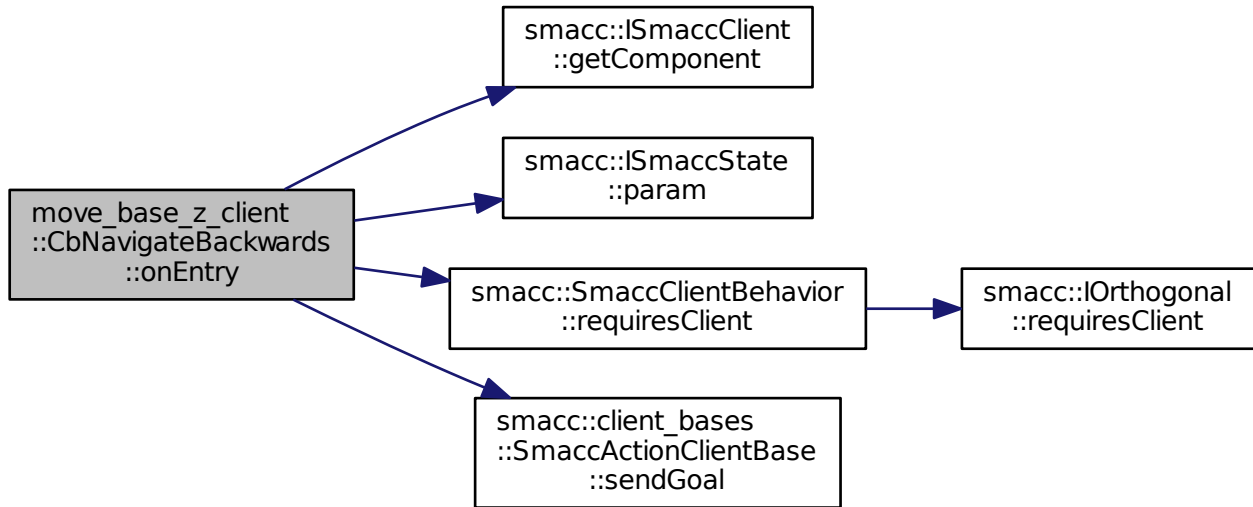 smacc::ISmaccClient
::getComponent
smacc::ISmaccState
::param
move_base_z_client
::CbNavigateBackwards
::onEntry
smacc::SmaccClientBehavior
::requiresClient
smacc::IOrthogonal
::requiresClient
smacc::client_bases
::SmaccActionClientBase
::sendGoal